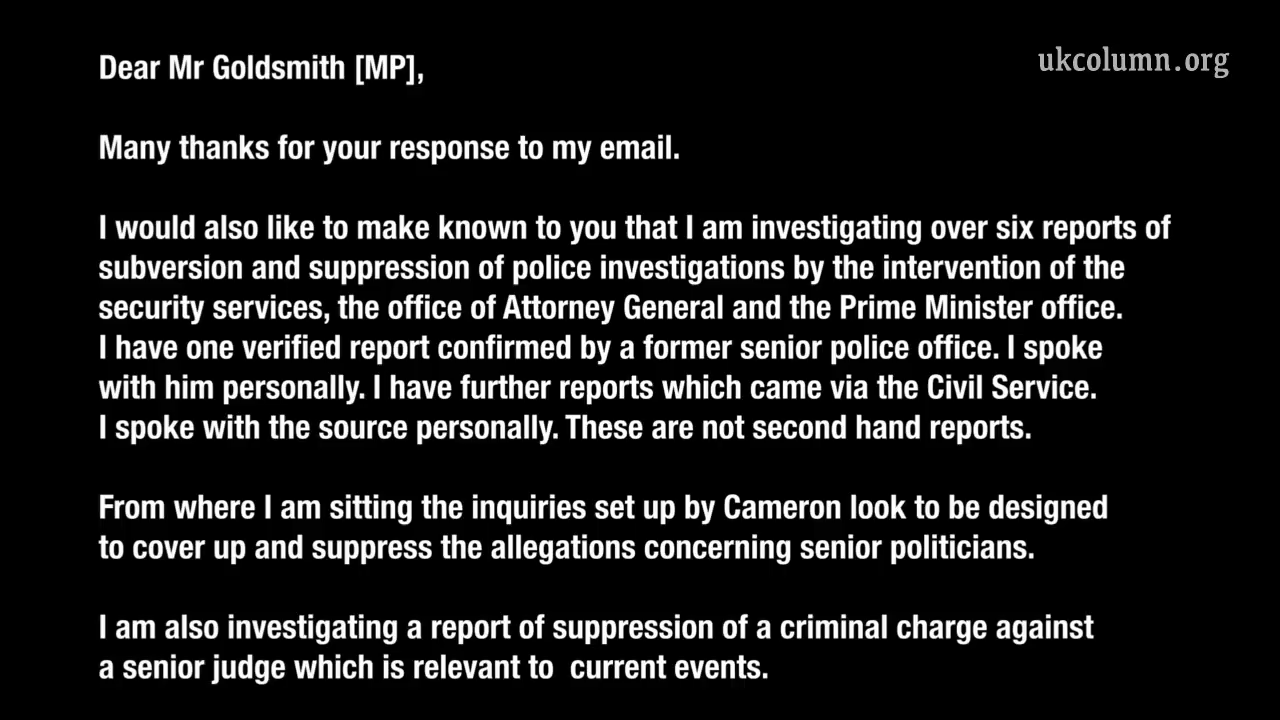 Dear Mr Goldsmith [MP],
ukcolumn.org
Many thanks for your response to my email.
I would also like to make known to you that I am investigating over six reports of
subversion and suppression of police investigations by the intervention of the
security services, the office of Attorney General and the Prime Minister office.
I have one verified report confirmed by a former senior police office. I spoke
with him personally. I have further reports which came via the Civil Service.
I spoke with the source personally. These are not second hand reports.
From where I am sitting the inquiries set up by Cameron look to be designed
to cover up and suppress the allegations concerning senior politicians.
I am also investigating a report of suppression of a criminal charge against
a senior judge which is relevant to  current events.